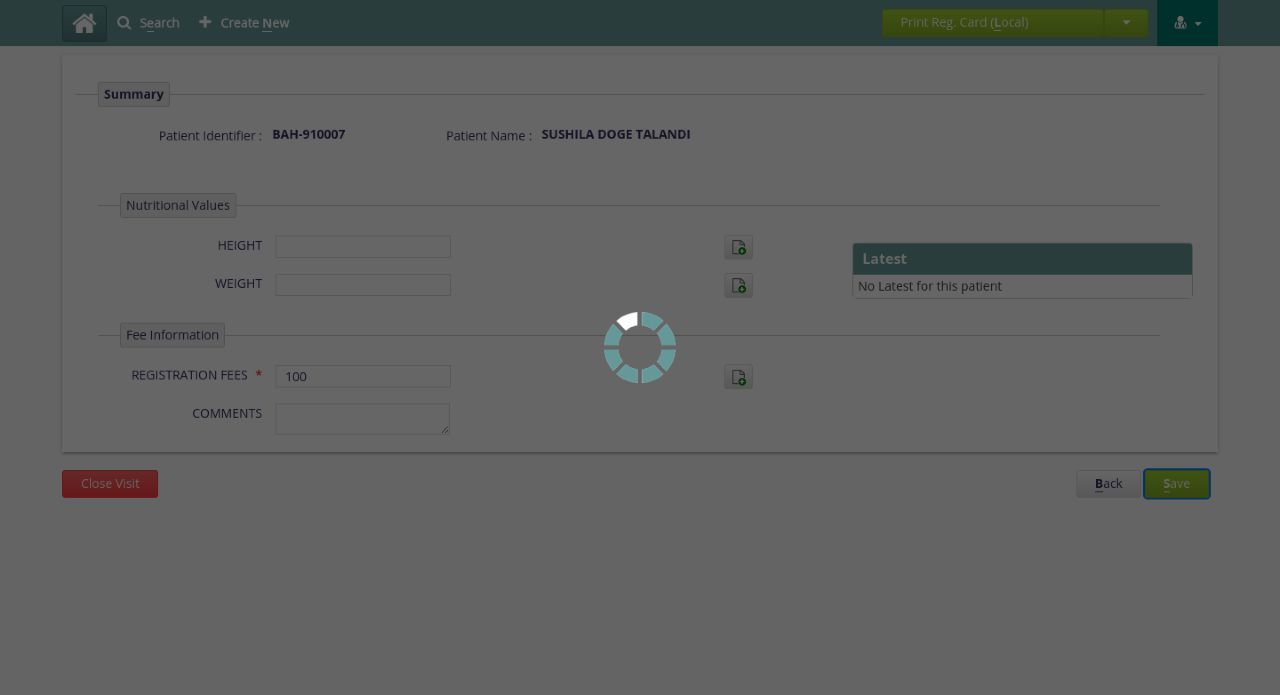 Search Create New Print Reg. Card (Local)
Summary
Patient Identifier : BAH-910007 Patient Name : SUSHILA DOGE TALANDI
Nutritional Values
HEIGHT
Latest
WEIGHT No Latest for this patient
Fee Information
REGISTRATION FEES * 100
COMMENTS
Close Visit Back Save